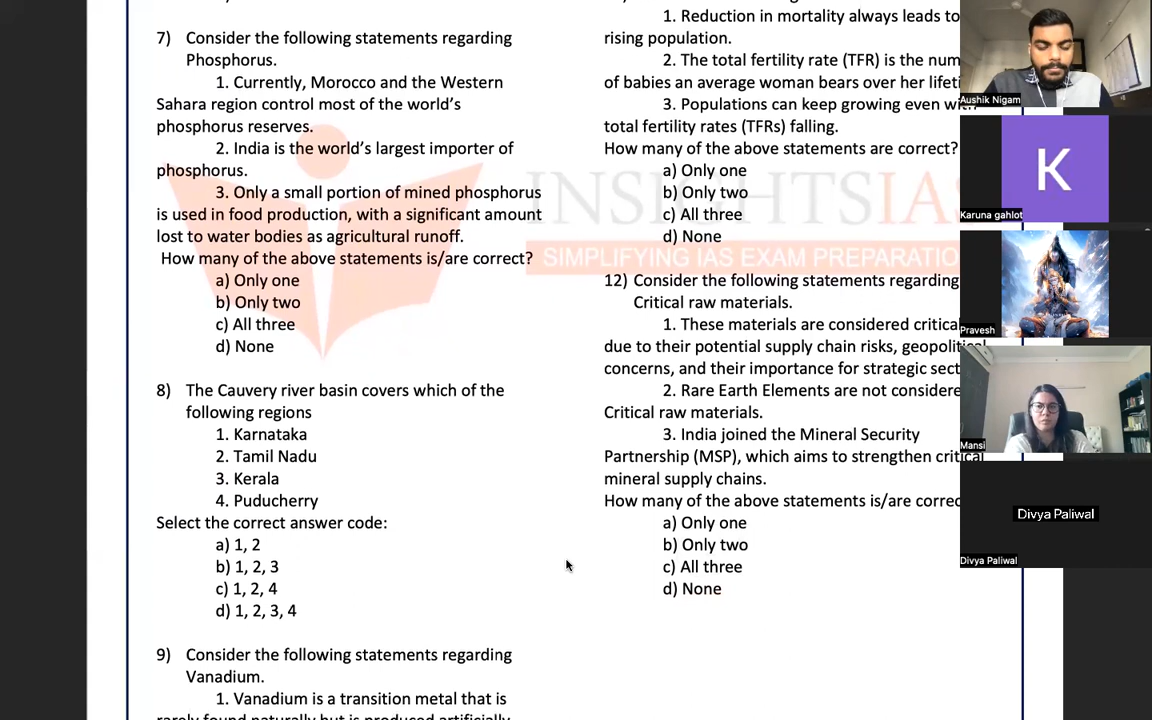 7) Consider the following statements regarding
Phosphorus.
1. Currently, Morocco and the Western
Sahara region control most of the world's
phosphorus reserves.
2. India is the world's largest importer of
phosphorus.
3. Only a small portion of mined phosphorus
is used in food production, with a significant amount
lost to water bodies as agricultural runoff.
How many of the above statements is/are correct?
a) Only one
b) Only two
c) All three
d) None
8) The Cauvery river basin covers which of the
following regions
1. Karnataka
2. Tamil Nadu
3. Kerala
4. Puducherry
Select the correct answer code:
a) 1, 2
b) 1, 2, 3
c) 1, 2, 4
d) 1, 2, 3, 4
9) Consider the following statements regarding
Vanadium.
1. Vanadium is a transition metal that is
rarely found naturally but is produced artificially
1. Reduction in mortality always leads to
rising population.
2. The total fertility rate (TFR) is the num
of babies an average woman bears over her lifeti
3. Populations can keep growing even with
total fertility rates (TFRs) falling.
How many of the above statements are correct?
a) Only one
b) Only two
c) All three
d) None
12) Consider the following statements regarding
Critical raw materials.
1. These materials are considered critical
due to their potential supply chain risks, geopolitical
concerns, and their importance for strategic sect
2. Rare Earth Elements are not considere
Critical raw materials.
3. India joined the Mineral Security
Partnership (MSP), which aims to strengthen critical
mineral supply chains.
How many of the above statements is/are correc
a) Only one
b) Only two
c) All three
d) None
INSIGHTSIAS
SIMPLIFYING IAS EXAM PREPARATIO
Aushik Nigam
K
Karuna gahlot
Pravesh
Mansi
Divya Paliwal
Divya Paliwal